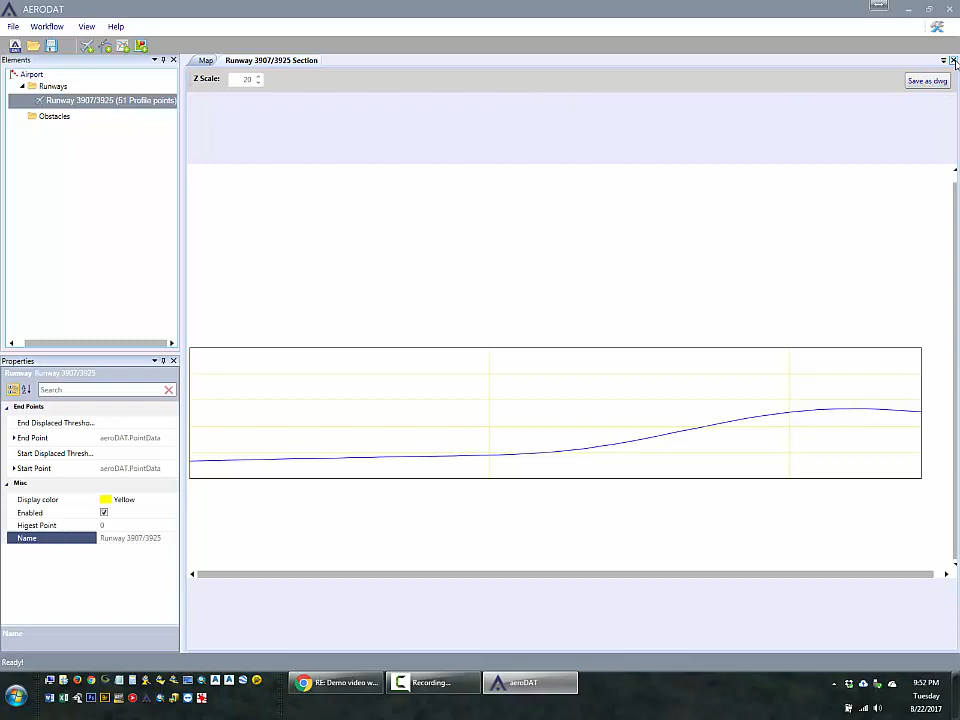 AERODAT
File Workflow View Help
Elements
Airport
Runways
Runway 3907/3925 (51 Profile points)
Obstacles
Map Runway 3907/3925 Section
Z Scale: 20
Save as dwg
Properties
Runway Runway 3907/3925
Search
End Points
End Displaced Thresho...
End Point aeroDAT.PointData
Start Displaced Thresh...
Start Point aeroDAT.PointData
Misc
Display color Yellow
Enabled
Higest Point 0
Name Runway 3907/3925
Name
Ready!
RE: Demo video w... Recording... aeroDAT
9:52 PM
Tuesday
8/22/2017